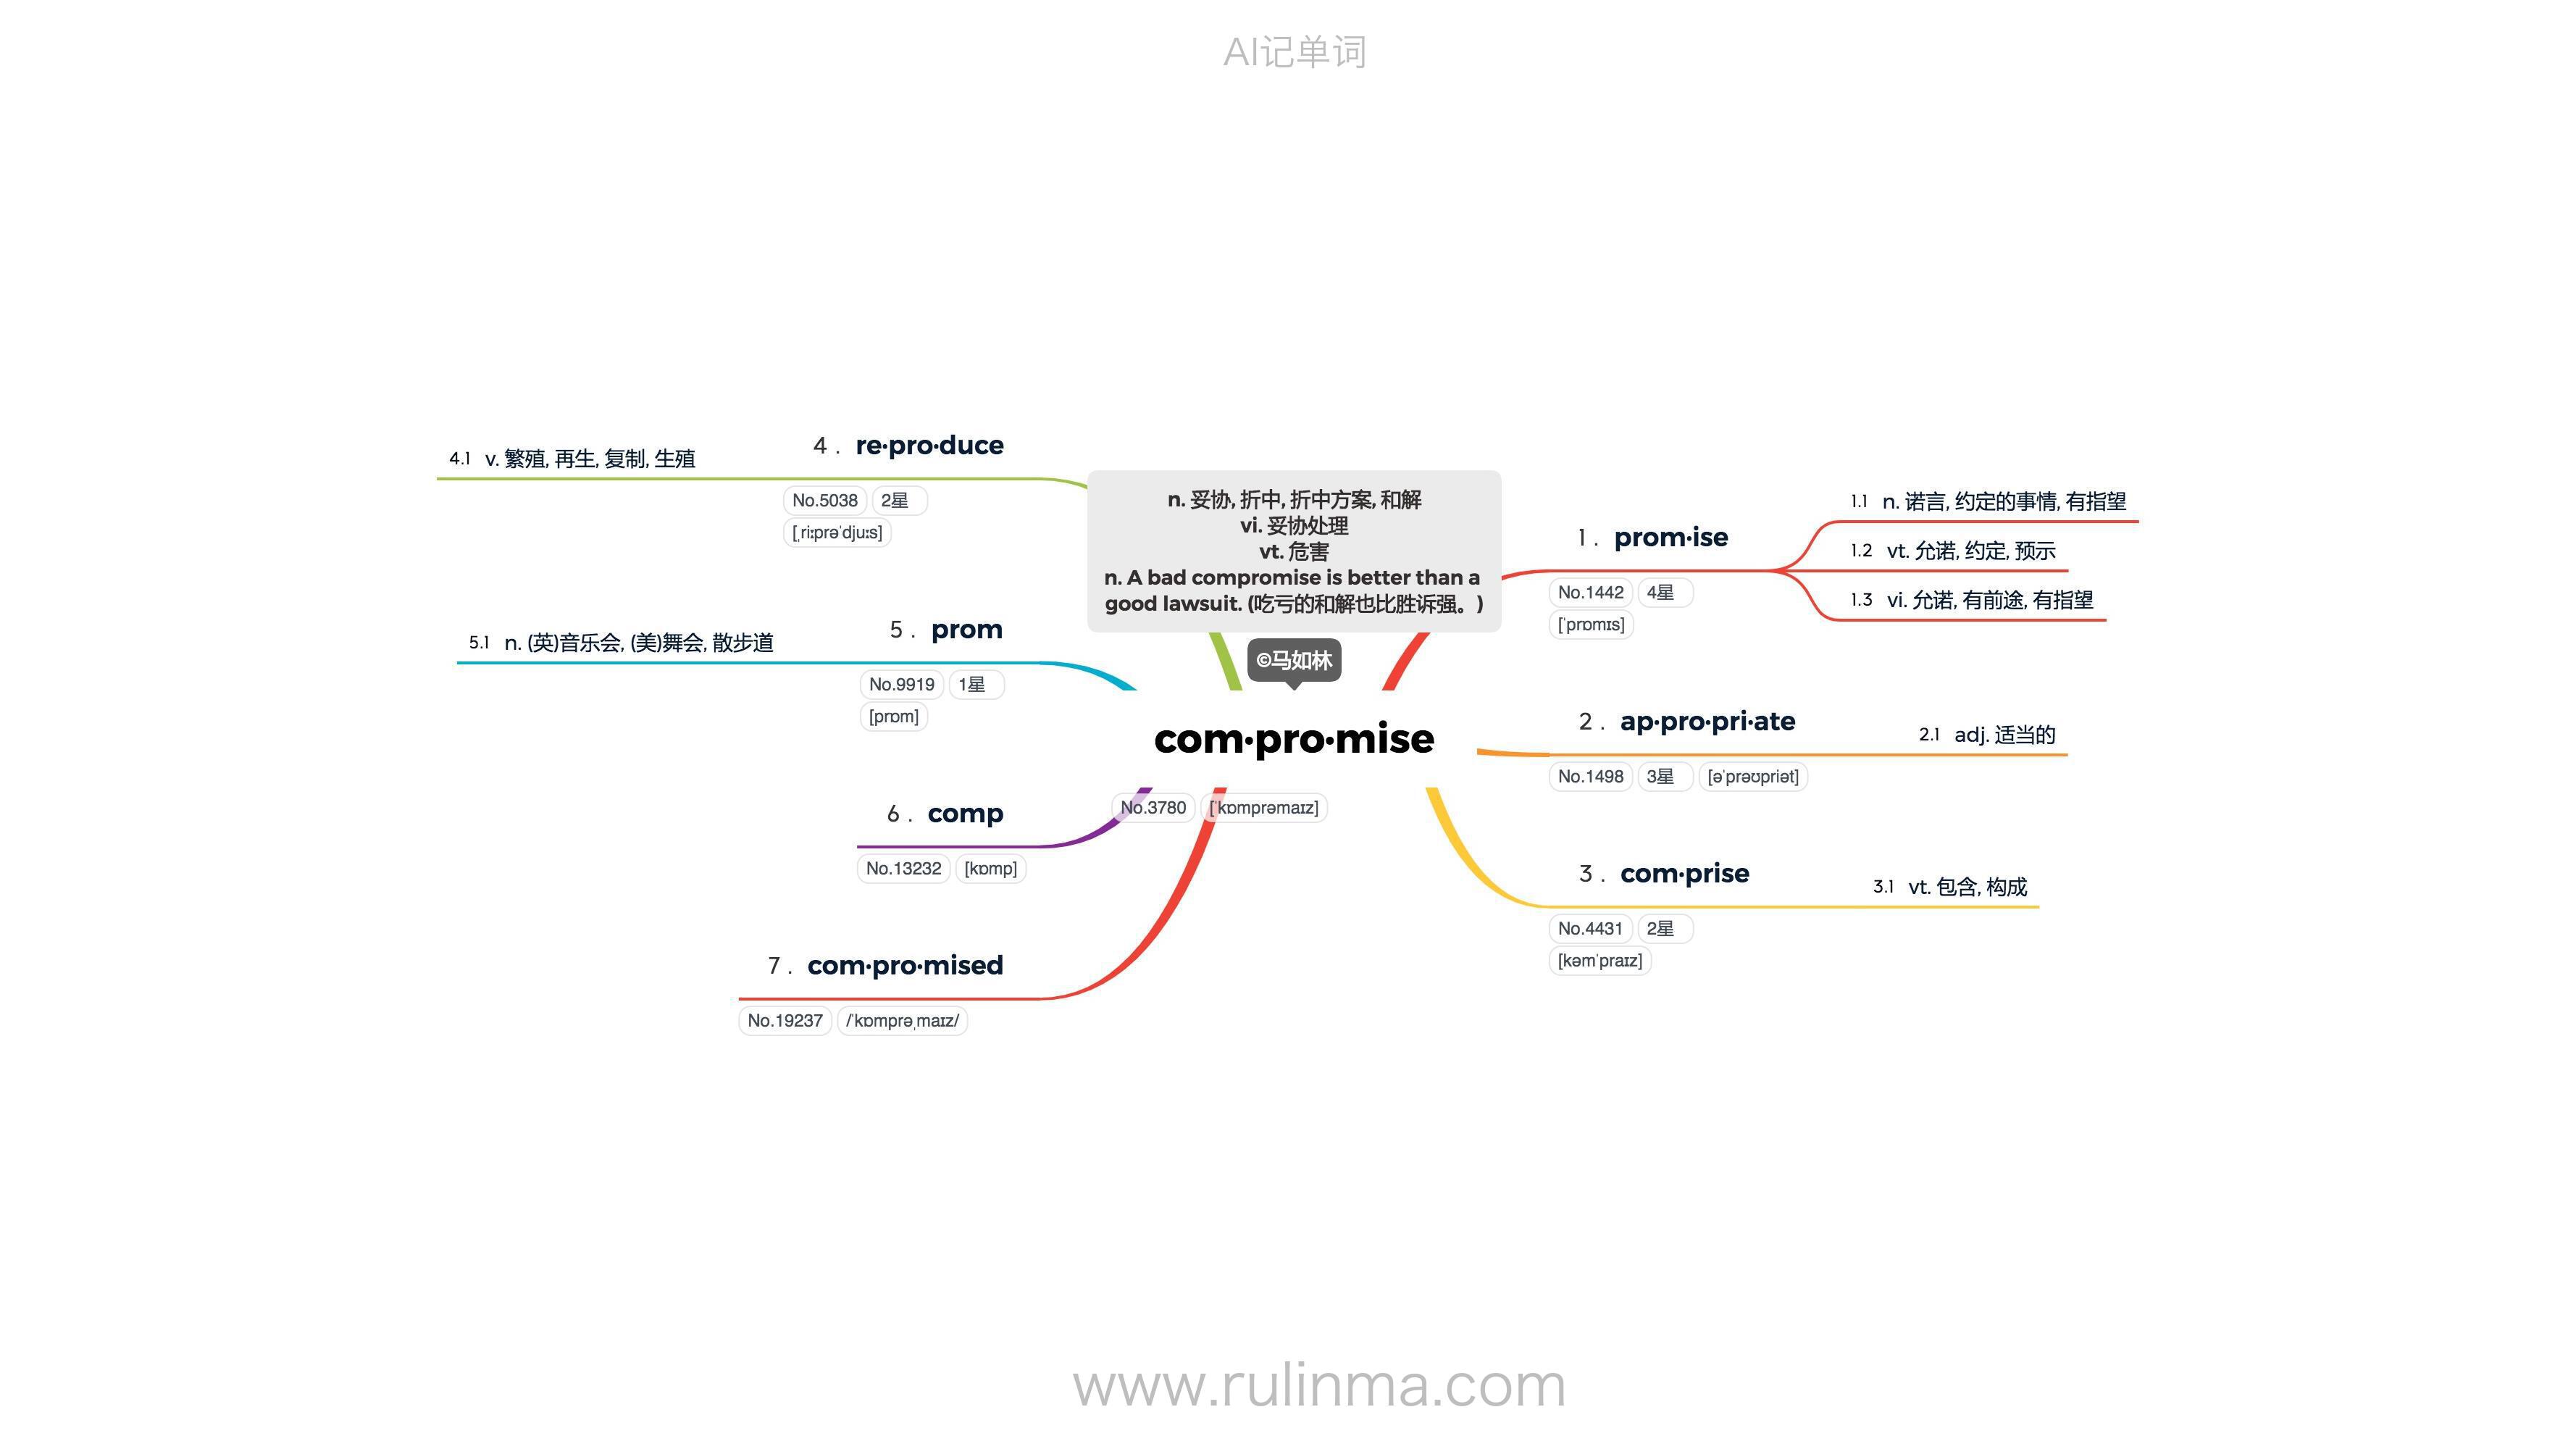 AI记单词
n. 妥协, 折中, 折中方案, 和解
vi. 妥协处理
vt. 危害
n. A bad compromise is better than a
good lawsuit. (吃亏的和解也比胜诉强。)
©马如林
com·pro·mise
No.3780 [ˈkɒmprəmaɪz]
1 . prom·ise
No.1442 4星
[ˈprɒmɪs]
1.1 n. 诺言, 约定的事情, 有指望
1.2 vt. 允诺, 约定, 预示
1.3 vi. 允诺, 有前途, 有指望
2 . ap·pro·pri·ate
No.1498 3星 [əˈprəʊpriət]
2.1 adj. 适当的
3 . com·prise
No.4431 2星
[kəmˈpraɪz]
3.1 vt. 包含, 构成
4 . re·pro·duce
No.5038 2星
[ˌriːprəˈdjuːs]
4.1 v. 繁殖, 再生, 复制, 生殖
5 . prom
No.9919 1星
[prɒm]
5.1 n. (英)音乐会, (美)舞会, 散步道
6 . comp
No.13232 [kɒmp]
7 . com·pro·mised
No.19237 /ˈkɒmprəˌmaɪz/
www.rulinma.com